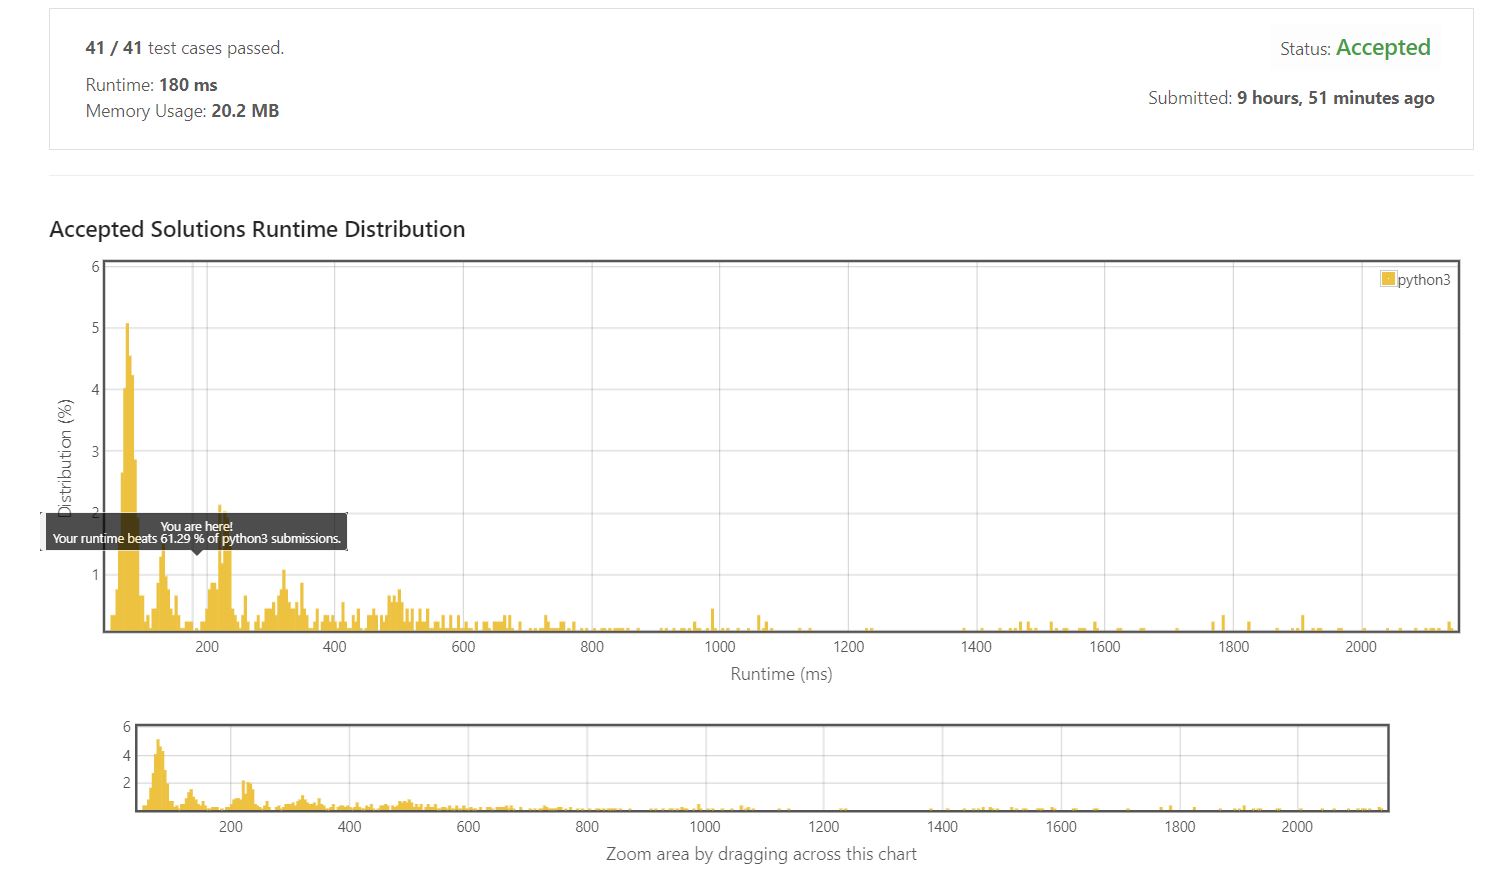 41 / 41 test cases passed.
Status: Accepted
Runtime: 180 ms
Memory Usage: 20.2 MB
Submitted: 9 hours, 51 minutes ago
Accepted Solutions Runtime Distribution
6
5
4
3
2
1
Distribution (%)
python3
You are here!
Your runtime beats 61.29 % of python3 submissions.
200 400 600 800 1000 1200 1400 1600 1800 2000
Runtime (ms)
6
4
2
200 400 600 800 1000 1200 1400 1600 1800 2000
Zoom area by dragging across this chart